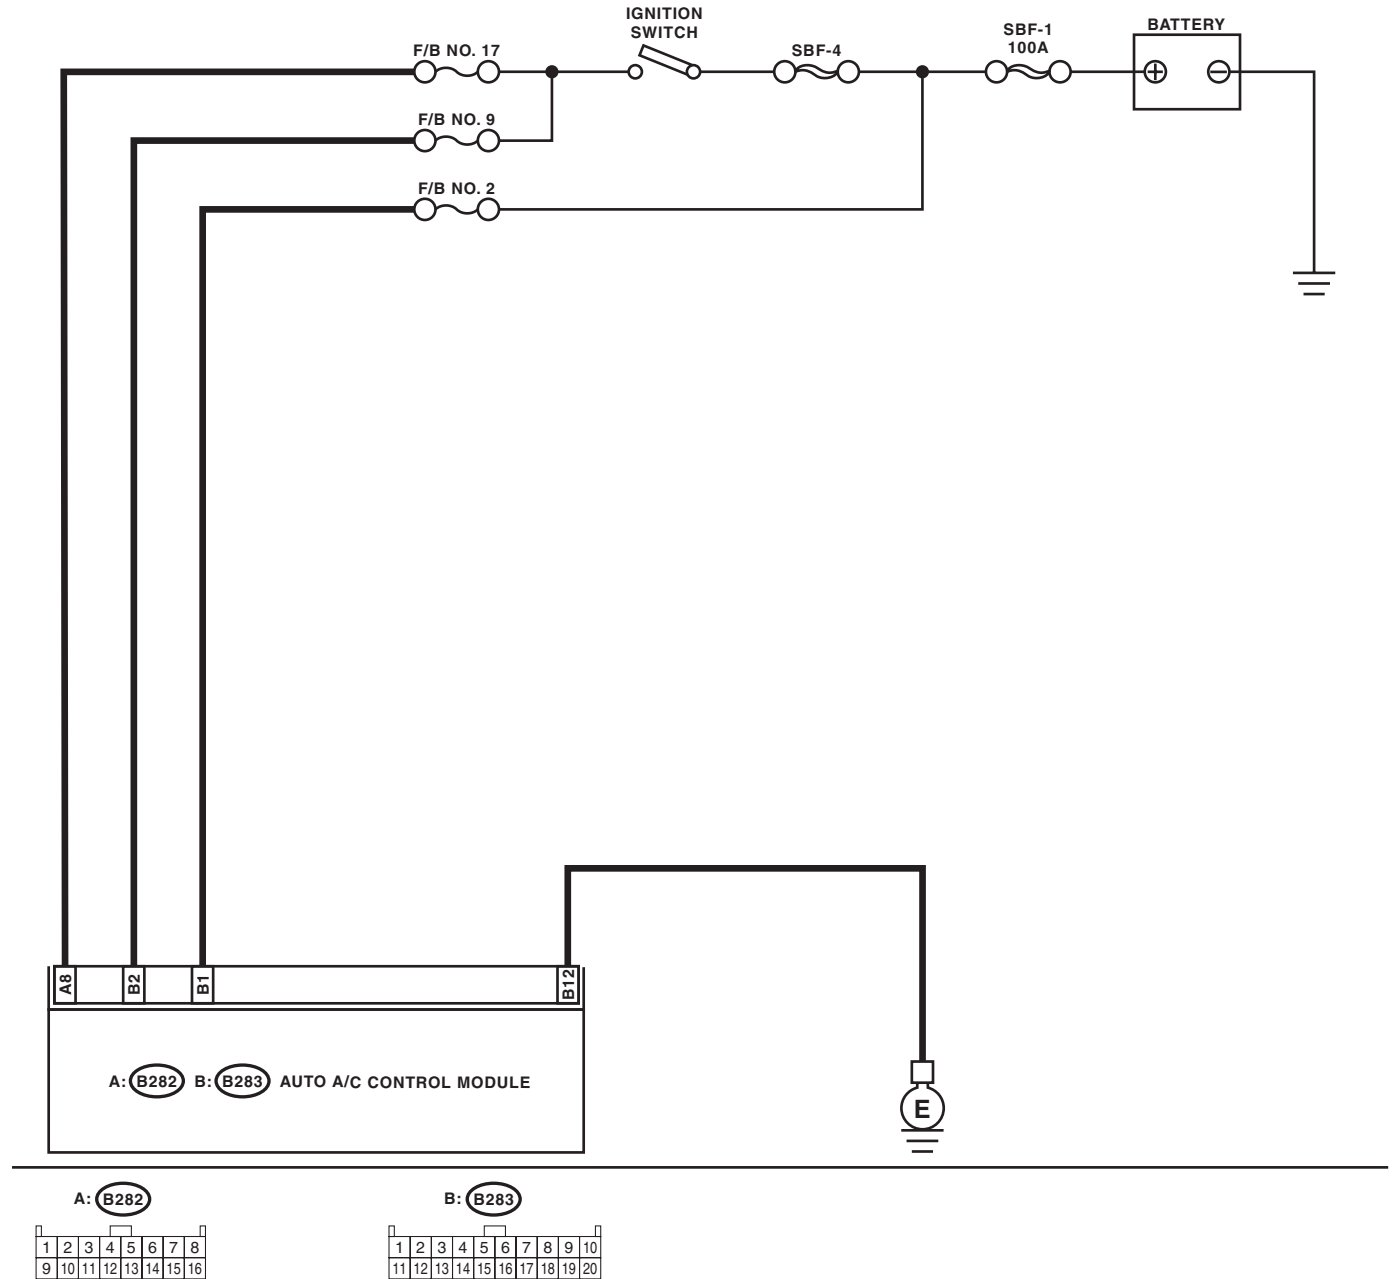 IGNITION
SWITCH
SBF-1
100A
BATTERY
F/B NO. 17
SBF-4
F/B NO. 9
F/B NO. 2
A8
B2
B1
B12
A: B282 B: B283 AUTO A/C CONTROL MODULE
E
A: B282
1 2 3 4 5 6 7 8
9 10 11 12 13 14 15 16
B: B283
1 2 3 4 5 6 7 8 9 10
11 12 13 14 15 16 17 18 19 20